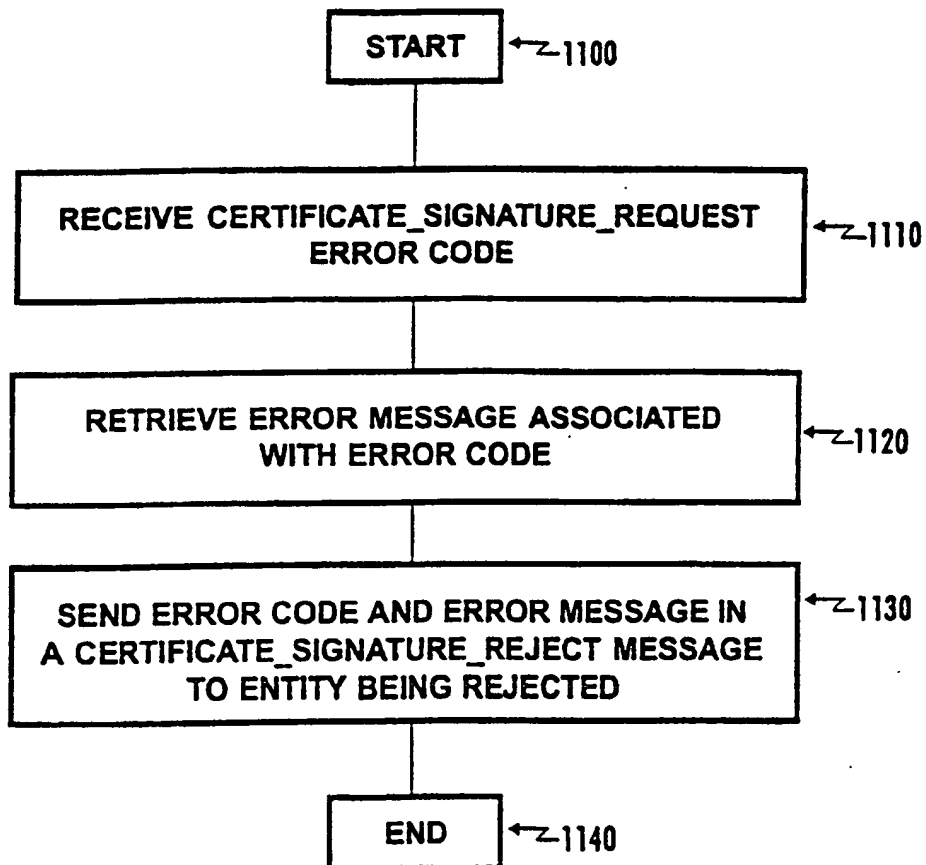 START
1100
RECEIVE CERTIFICATE_SIGNATURE_REQUEST
ERROR CODE
1110
RETRIEVE ERROR MESSAGE ASSOCIATED
WITH ERROR CODE
1120
SEND ERROR CODE AND ERROR MESSAGE IN
A CERTIFICATE_SIGNATURE_REJECT MESSAGE
TO ENTITY BEING REJECTED
1130
END
1140